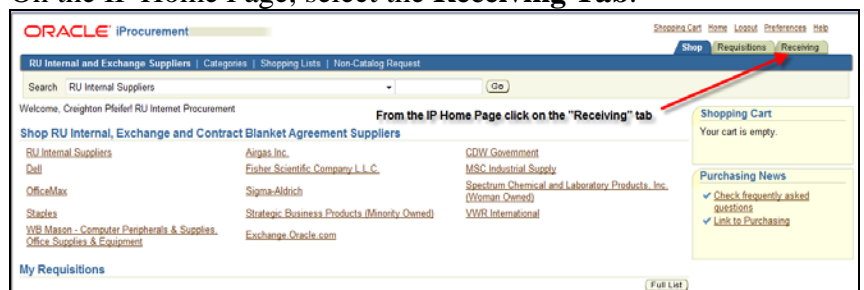 On the IP Home Page, select the Receiving Tab.
ORACLE iProcurement
Shopping Cart Home Logout Preferences Help
Shop Requisitions Receiving
RU Internal and Exchange Suppliers | Categories | Shopping Lists | Non-Catalog Request
Search RU Internal Suppliers Go
Welcome, Creighton Pfeifer! RU Internet Procurement
From the IP Home Page click on the "Receiving" tab
Shopping Cart
Your cart is empty.
Shop RU Internal, Exchange and Contract Blanket Agreement Suppliers
RU Internal Suppliers Airgas Inc. CDW Government
Dell Fisher Scientific Company L.L.C. MSC Industrial Supply
OfficeMax Sigma-Aldrich Spectrum Chemical and Laboratory Products, Inc.
(Woman Owned)
Staples Strategic Business Products (Minority Owned) VWR International
WB Mason - Computer Peripherals & Supplies,
Office Supplies & Equipment
Exchange.Oracle.com
Purchasing News
Check frequently asked
questions
Link to Purchasing
My Requisitions
Full List